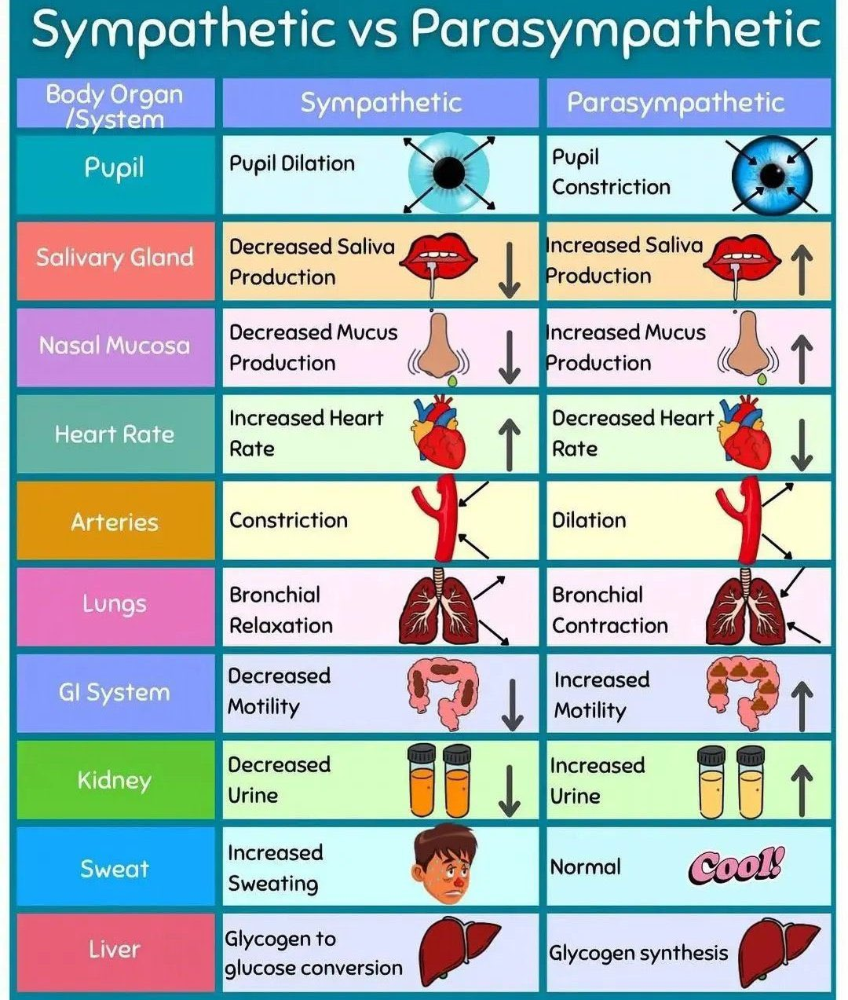 Sympathetic vs Parasympathetic
Body Organ
/System
Sympathetic
Parasympathetic
Pupil
Pupil Dilation
Pupil
Constriction
Salivary Gland
Decreased Saliva
Production
Increased Saliva
Production
Nasal Mucosa
Decreased Mucus
Production
Increased Mucus
Production
Heart Rate
Increased Heart
Rate
Decreased Heart
Rate
Arteries
Constriction
Dilation
Lungs
Bronchial
Relaxation
Bronchial
Contraction
GI System
Decreased
Motility
Increased
Motility
Kidney
Decreased
Urine
Increased
Urine
Sweat
Increased
Sweating
Normal
Cool!
Liver
Glycogen to
glucose conversion
Glycogen synthesis